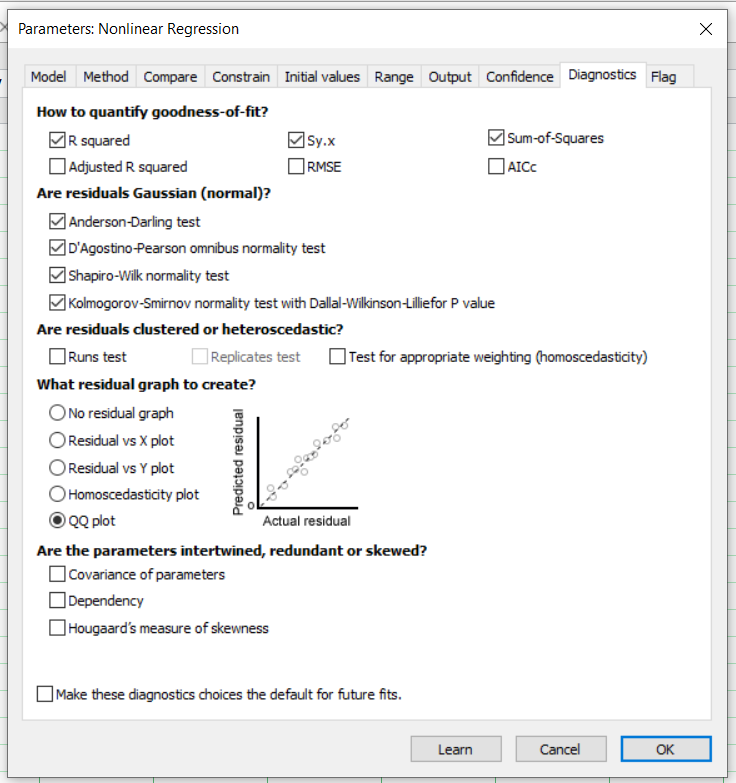 Parameters: Nonlinear Regression
Model Method Compare Constrain Initial values Range Output Confidence Diagnostics Flag
How to quantify goodness-of-fit?
R squared Sy.x Sum-of-Squares
Adjusted R squared RMSE AICc
Are residuals Gaussian (normal)?
Anderson-Darling test
D'Agostino-Pearson omnibus normality test
Shapiro-Wilk normality test
Kolmogorov-Smirnov normality test with Dallal-Wilkinson-Lilliefor P value
Are residuals clustered or heteroscedastic?
Runs test Replicates test Test for appropriate weighting (homoscedasticity)
What residual graph to create?
No residual graph
Residual vs X plot
Residual vs Y plot
Homoscedasticity plot
QQ plot
Predicted residual
0
Actual residual
Are the parameters intertwined, redundant or skewed?
Covariance of parameters
Dependency
Hougaard's measure of skewness
Make these diagnostics choices the default for future fits.
Learn Cancel OK